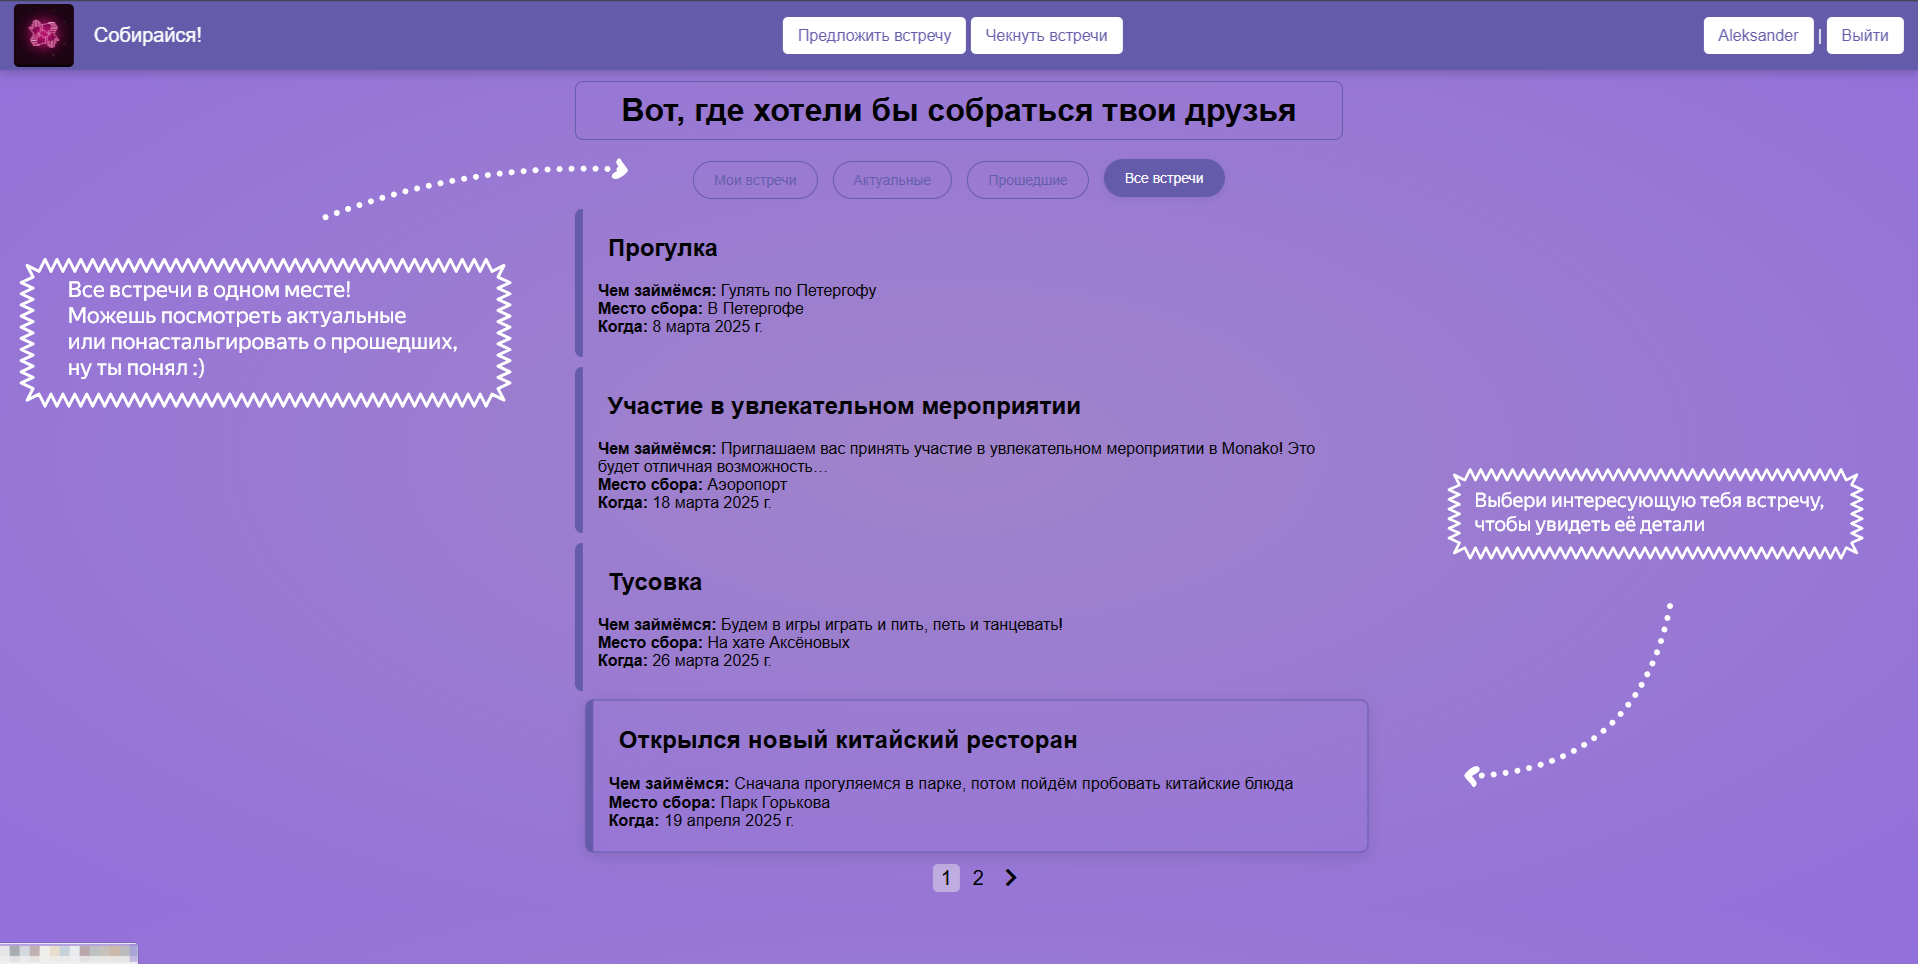 Собирайся!
Предложить встречу
Чекнуть встречи
Aleksander | Выйти
Вот, где хотели бы собраться твои друзья
Мои встречи
Актуальные
Прошедшие
Все встречи
Все встречи в одном месте!
Можешь посмотреть актуальные
или понастальгировать о прошедших,
ну ты понял :)
Прогулка
Чем займёмся: Гулять по Петергофу
Место сбора: В Петергофе
Когда: 8 марта 2025 г.
Участие в увлекательном мероприятии
Чем займёмся: Приглашаем вас принять участие в увлекательном мероприятии в Monako! Это
будет отличная возможность…
Место сбора: Аэоропорт
Когда: 18 марта 2025 г.
Выбери интересующую тебя встречу,
чтобы увидеть её детали
Тусовка
Чем займёмся: Будем в игры играть и пить, петь и танцевать!
Место сбора: На хате Аксёновых
Когда: 26 марта 2025 г.
Открылся новый китайский ресторан
Чем займёмся: Сначала прогуляемся в парке, потом пойдём пробовать китайские блюда
Место сбора: Парк Горькова
Когда: 19 апреля 2025 г.
1 2